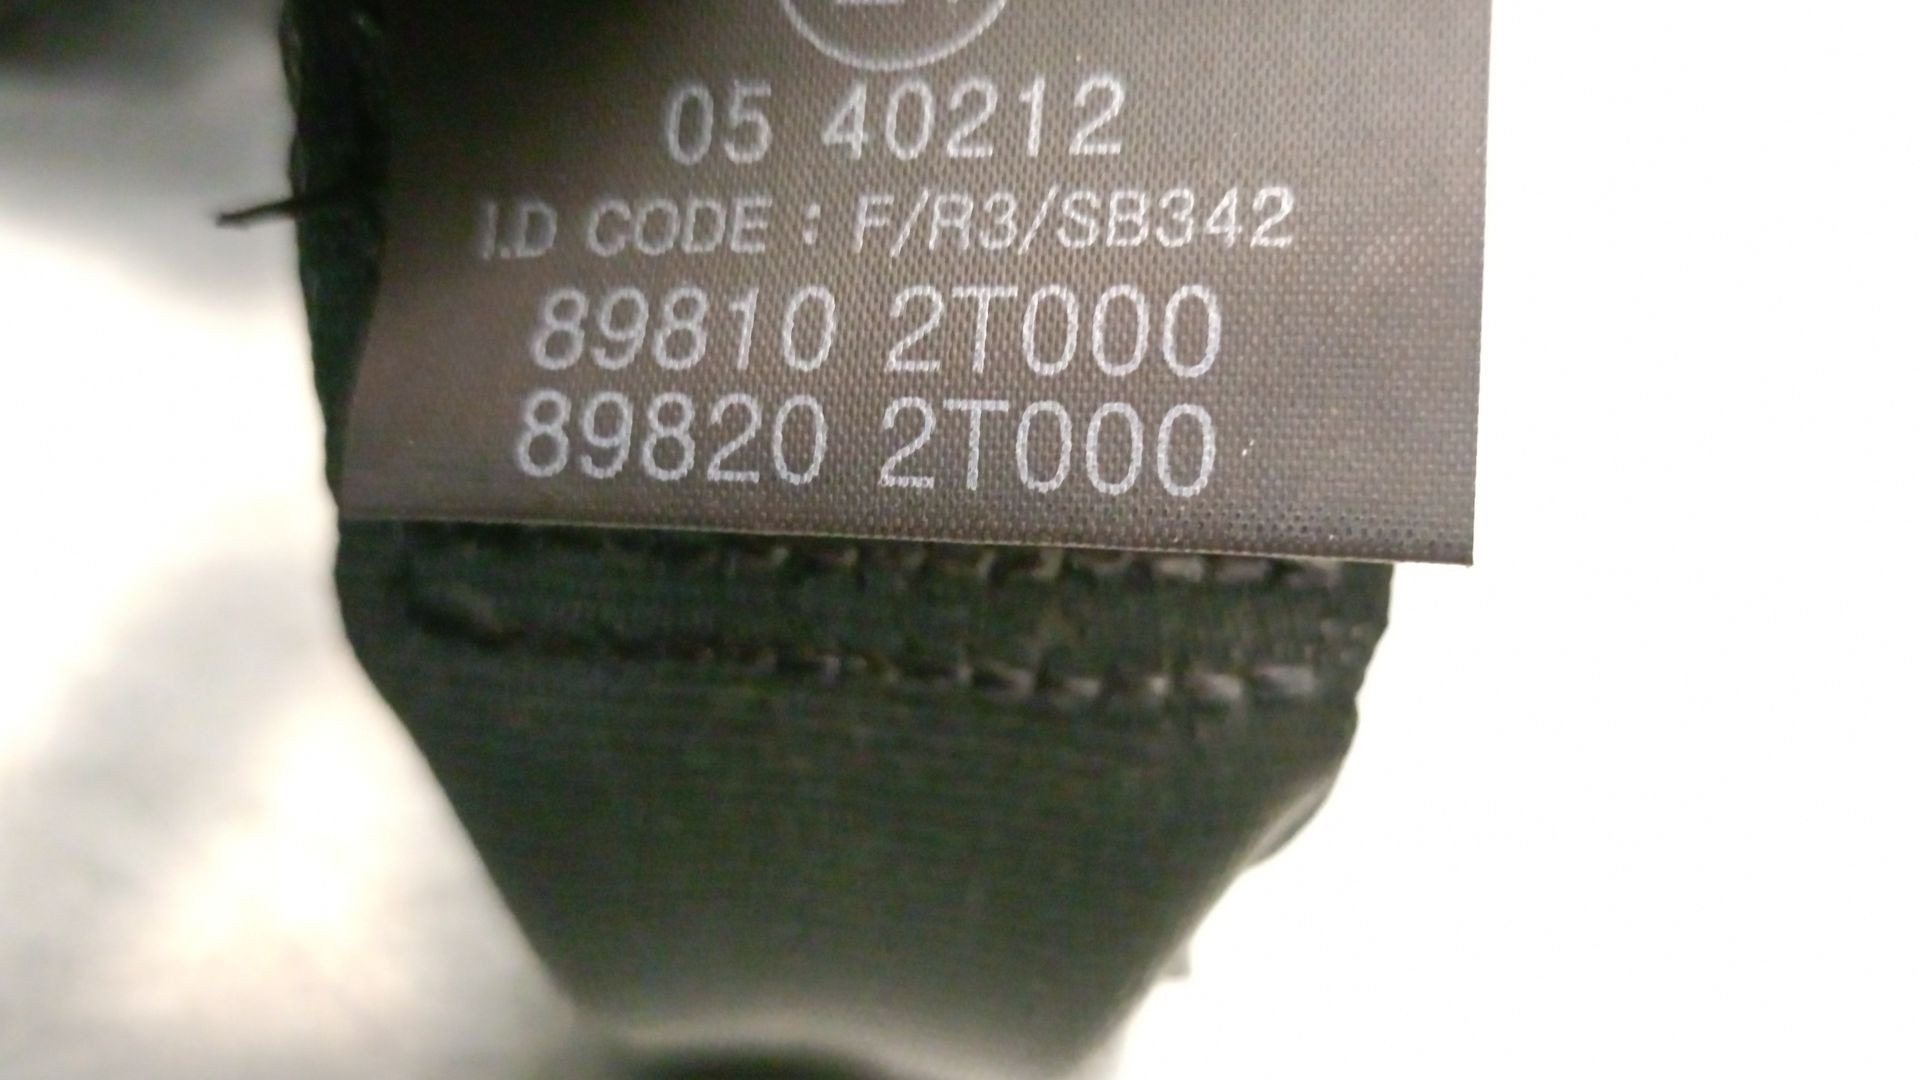 05 40212
I.D CODE : F/R3/SB342
89810 2T000
89820 2T000